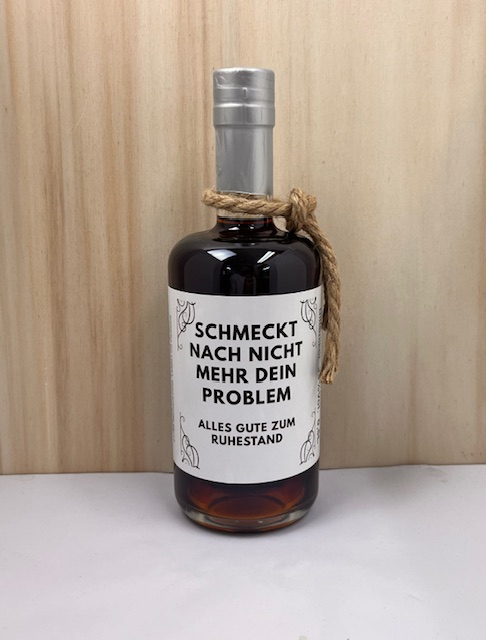 SCHMECKT
NACH NICHT
MEHR DEIN
PROBLEM
ALLES GUTE ZUM
RUHESTAND